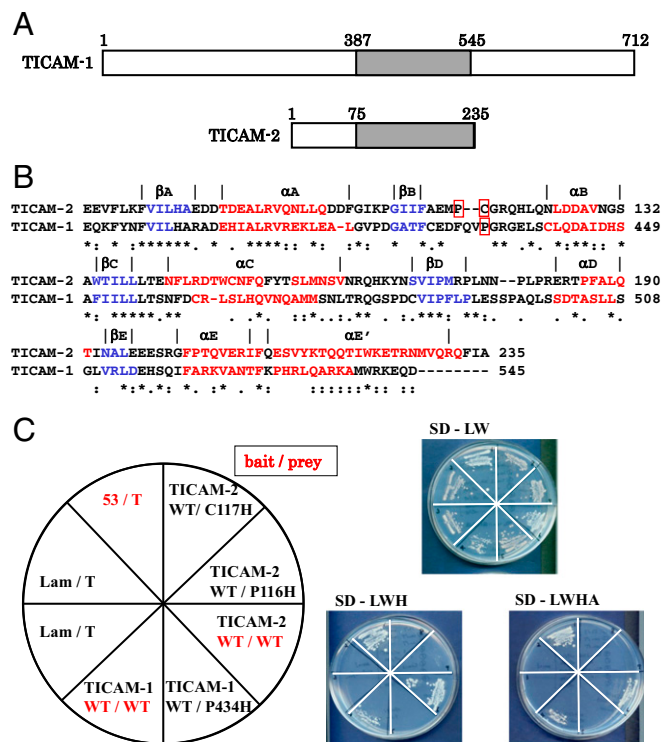 A
1 387 545 712
TICAM-1
1 75 235
TICAM-2
B
| βA | | αA | | βB | | αB
TICAM-2 EEVFLKFVILHAEDDTDEALRVQNLLQDDFGIKPGIIFAEMP--CGRQHLQNLDDAVNGS 132
TICAM-1 EQKFYNFVILHARADEHIALRVREKLEA-LGVPDGATFCEDFQVPGRGELSCLQDAIDHS 449
|βC | | αC | | βD | | αD
TICAM-2 AWTILLLTENFLRDTWCNFQFYTSLMNSVNRQHKYNSVIPMRPLNN--PLPRERTPFALQ 190
TICAM-1 AFIILLLTSNFDCR-LSLHQVNQAMMSNLTRQGSPDCVIPFLPLESSPAQLSSDTASLLS 508
|βE| | αE | | αE' |
TICAM-2 TINALEEESRGFPTQVERIFQESVYKTQQTIWKETRNMVQRQFIA 235
TICAM-1 GLVRLDEHSQIFARKVANTFKPHRLQARKAMWRKEQD-------- 545
C
bait / prey
53 / T
TICAM-2
WT/ C117H
Lam / T
TICAM-2
WT / P116H
Lam / T
TICAM-2
WT / WT
TICAM-1
WT / WT
TICAM-1
WT / P434H
SD - LW
SD - LWH
SD - LWHA